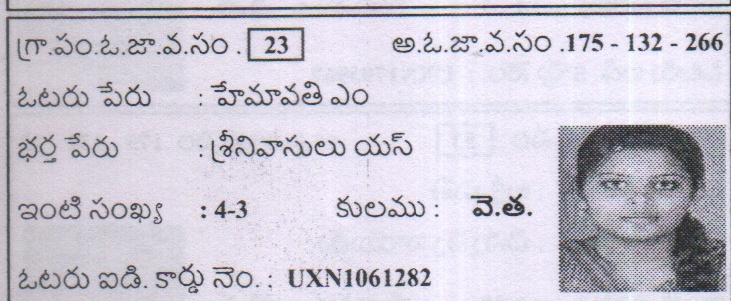 గ్రా.పం.ఓ.జా.వ.సం . 23 అ.ఓ.జా.వ.సం .175 - 132 - 266
ఓటరు పేరు : హేమావతి ఎం
భర్త పేరు : శ్రీనివాసులు యస్
ఇంటి సంఖ్య : 4-3 కులము : వె.త.
ఓటరు ఐడి. కార్డు నెం. : UXN1061282